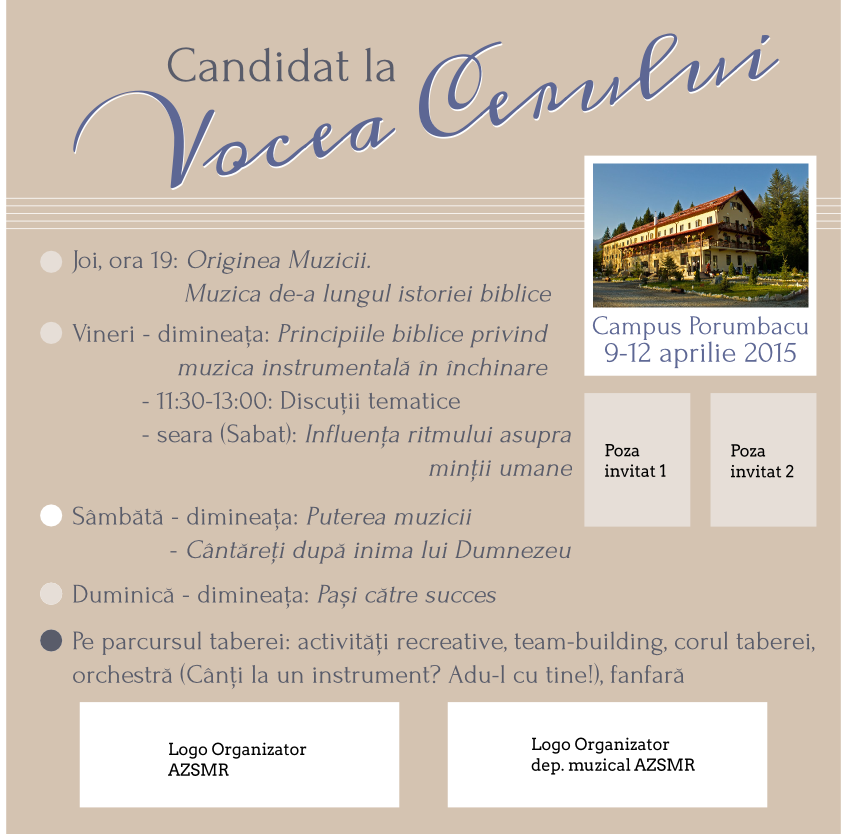 Candidat la
Vocea Cerului
Joi, ora 19: Originea Muzicii.
Muzica de-a lungul istoriei biblice
Vineri - dimineața: Principiile biblice privind
muzica instrumentală în închinare
- 11:30-13:00: Discuții tematice
- seara (Sabat): Influența ritmului asupra
minții umane
Campus Porumbacu
9-12 aprilie 2015
Poza
invitat 1
Poza
invitat 2
Sâmbătă - dimineața: Puterea muzicii
- Cântăreți după inima lui Dumnezeu
Duminică - dimineața: Pași către succes
Pe parcursul taberei: activități recreative, team-building, corul taberei,
orchestră (Cânți la un instrument? Adu-l cu tine!), fanfară
Logo Organizator
AZSMR
Logo Organizator
dep. muzical AZSMR